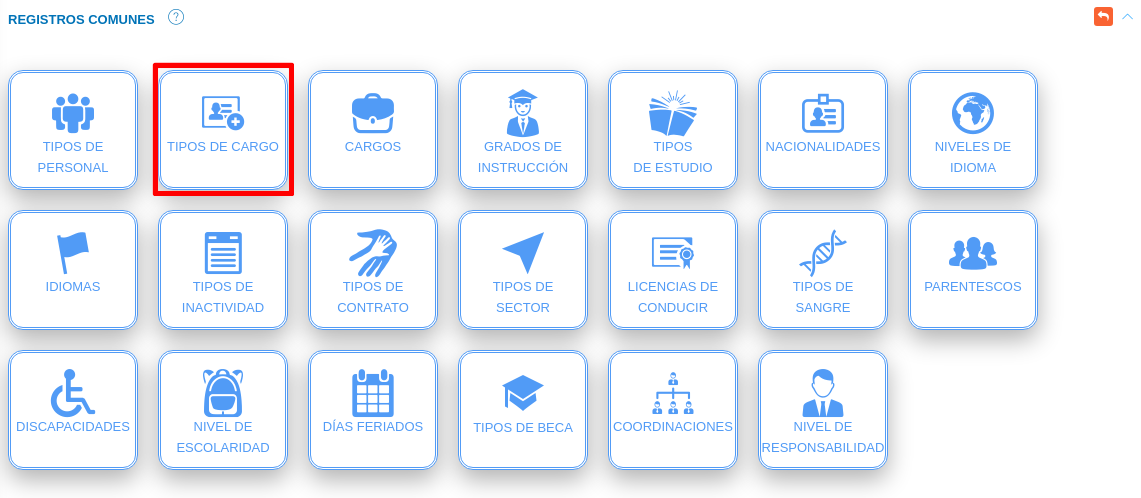 REGISTROS COMUNES ?
TIPOS DE
PERSONAL
TIPOS DE CARGO
CARGOS
GRADOS DE
INSTRUCCIÓN
TIPOS
DE ESTUDIO
NACIONALIDADES
NIVELES DE
IDIOMA
IDIOMAS
TIPOS DE
INACTIVIDAD
TIPOS DE
CONTRATO
TIPOS DE
SECTOR
LICENCIAS DE
CONDUCIR
TIPOS DE
SANGRE
PARENTESCOS
DISCAPACIDADES
NIVEL DE
ESCOLARIDAD
DÍAS FERIADOS
TIPOS DE BECA
COORDINACIONES
NIVEL DE
RESPONSABILIDAD